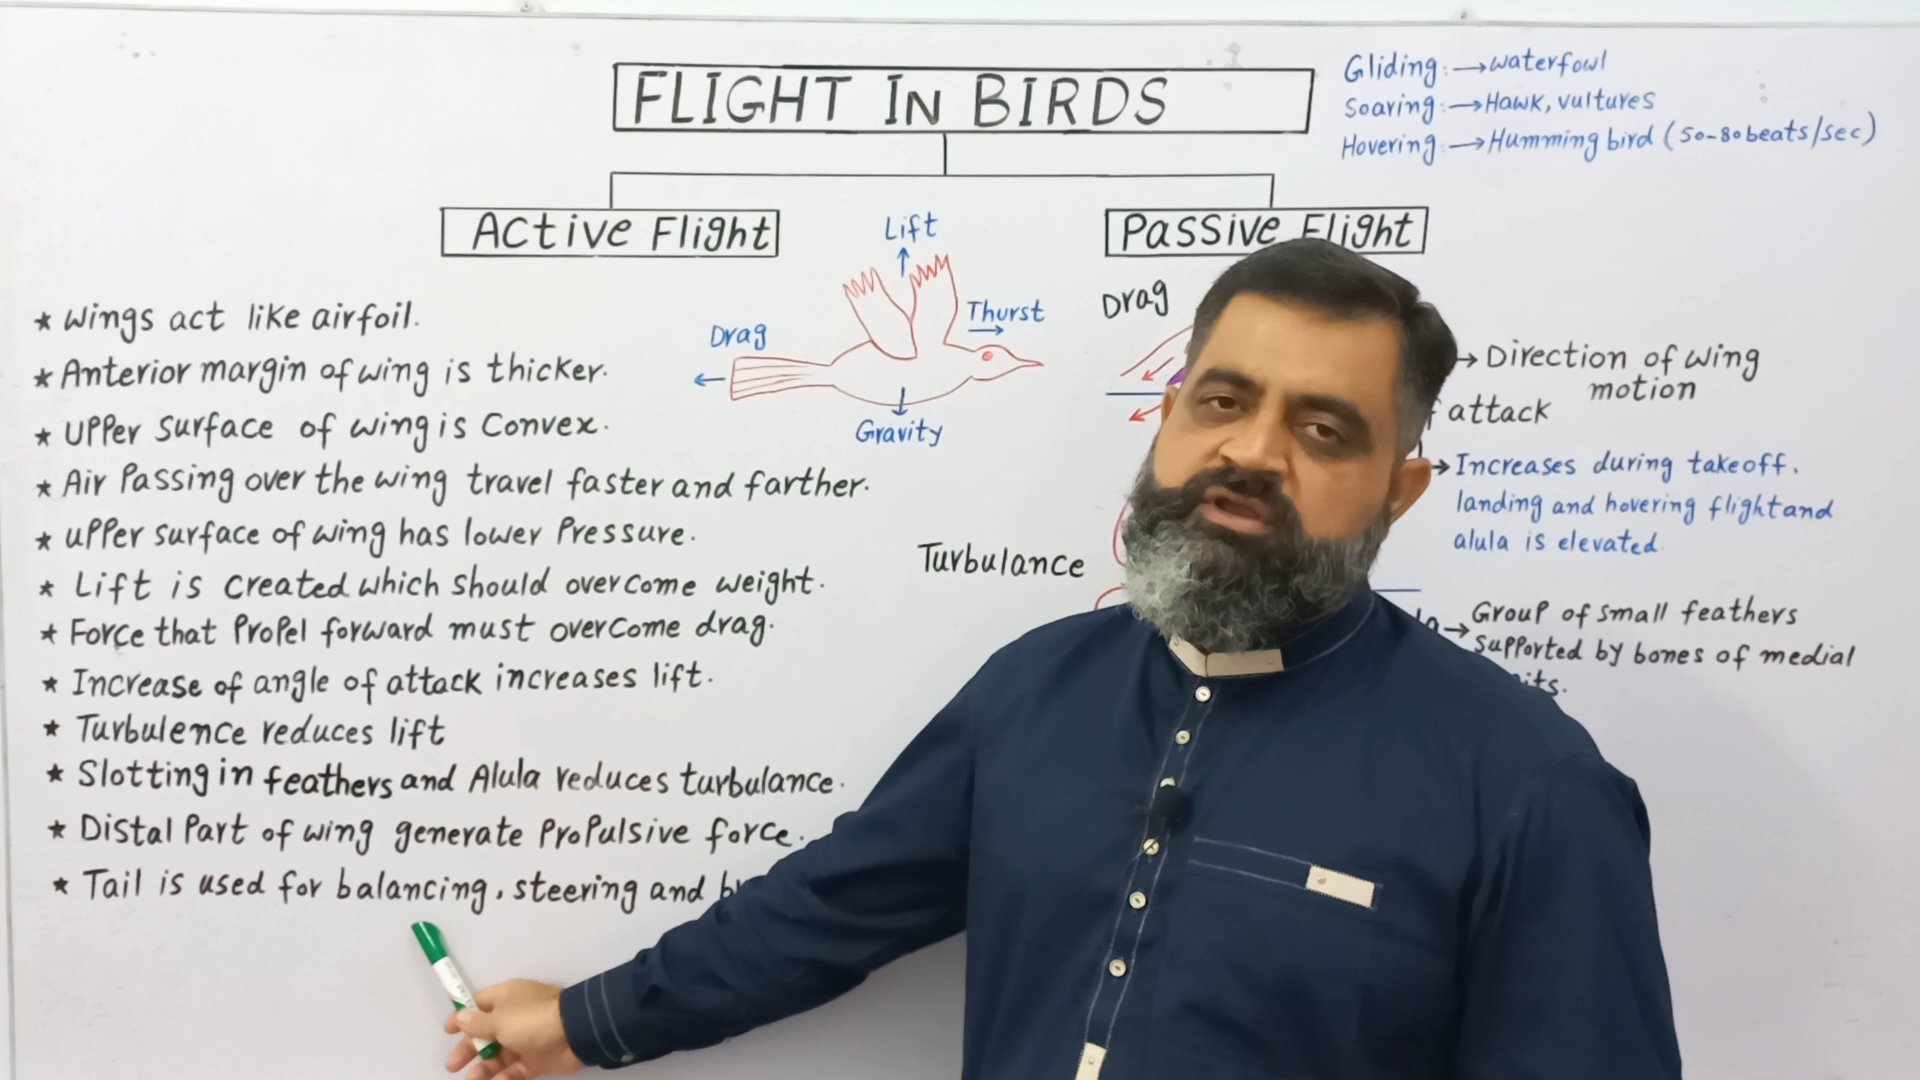 FLIGHT IN BIRDS
Gliding: →waterfowl
Soaring: →Hawk, vultures
Hovering: →Humming bird (50-80beats/sec)
Active Flight
Passive Flight
Lift
Thurst
Drag
Gravity
Drag
→Direction of wing
motion
attack
→Increases during takeoff.
landing and hovering flight and
alula is elevated.
Turbulance
→Group of small feathers
supported by bones of medial
★ Wings act like airfoil.
★ Anterior margin of wing is thicker.
★ Upper surface of wing is Convex.
★ Air Passing over the wing travel faster and farther.
★ upper surface of wing has lower Pressure.
★ Lift is created which should overcome weight.
★ Force that Propel forward must overcome drag.
★ Increase of angle of attack increases lift.
★ Turbulence reduces lift
★ Slotting in feathers and Alula reduces turbulance.
★ Distal Part of wing generate Propulsive force.
★ Tail is used for balancing, steering and